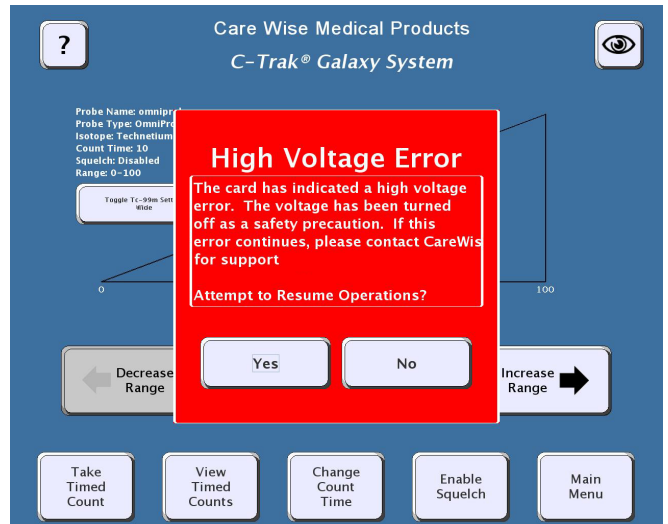 ?
Care Wise Medical Products
C-Trak® Galaxy System
Probe Name:
Probe Type:
Isotope: Technetium
Count Time: 10
Squelch: Disabled
Range: 0-100
Toggle Tc-99m
Wide
High Voltage Error
The card has indicated a high voltage
error. The voltage has been turned
off as a safety precaution. If this
error continues, please contact CareWis
for support
Attempt to Resume Operations?
Yes
No
0
100
Decrease
Range
Increase
Range
Take
Timed
Count
View
Timed
Counts
Change
Count
Time
Enable
Squelch
Main
Menu